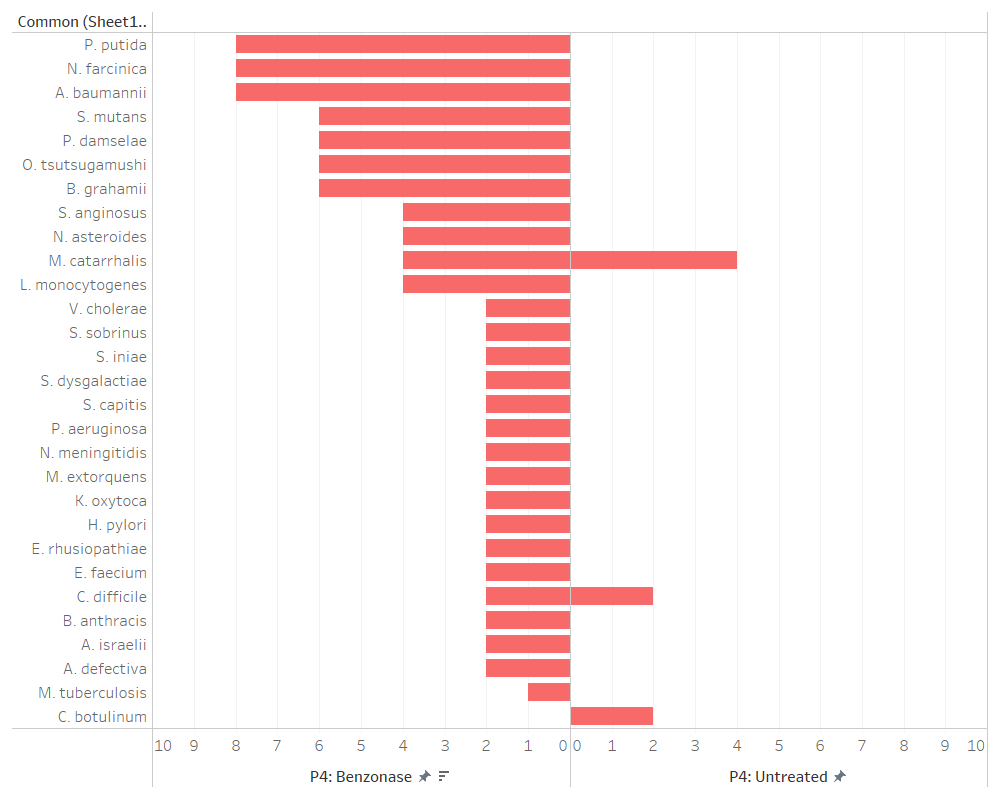 Common (Sheet1..
P. putida
N. farcinica
A. baumannii
S. mutans
P. damselae
O. tsutsugamushi
B. grahamii
S. anginosus
N. asteroides
M. catarrhalis
L. monocytogenes
V. cholerae
S. sobrinus
S. iniae
S. dysgalactiae
S. capitis
P. aeruginosa
N. meningitidis
M. extorquens
K. oxytoca
H. pylori
E. rhusiopathiae
E. faecium
C. difficile
B. anthracis
A. israelii
A. defectiva
M. tuberculosis
C. botulinum
10 9 8 7 6 5 4 3 2 1 0 0 1 2 3 4 5 6 7 8 9 10
P4: Benzonase P4: Untreated